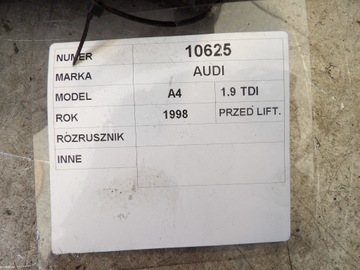 NUMER 10625
MARKA AUDI
MODEL A4 1.9 TDI
ROK 1998 PRZED LIFT.
ROZRUSZNIK
INNE